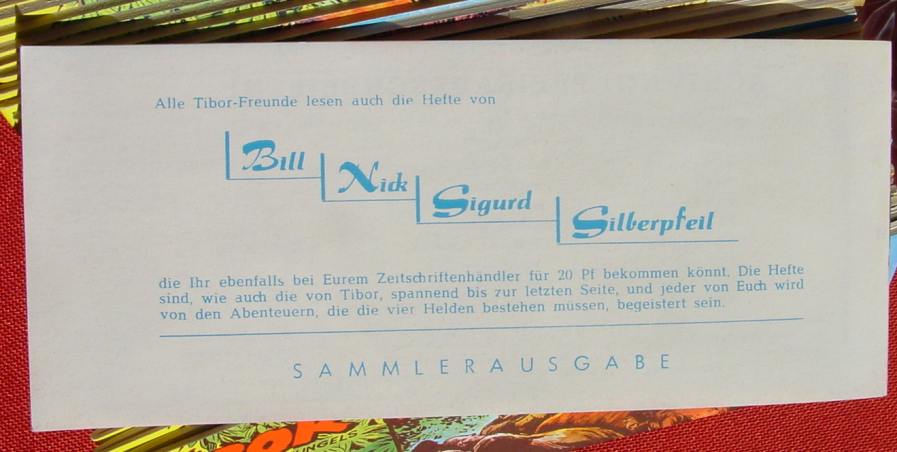 Alle Tibor-Freunde lesen auch die Hefte von
Bill
Nick
Sigurd
Silberpfeil
die Ihr ebenfalls bei Eurem Zeitschriftenhändler für 20 Pf bekommen könnt. Die Hefte
sind, wie auch die von Tibor, spannend bis zur letzten Seite, und jeder von Euch wird
von den Abenteuern, die die vier Helden bestehen müssen, begeistert sein.
SAMMLERAUSGABE